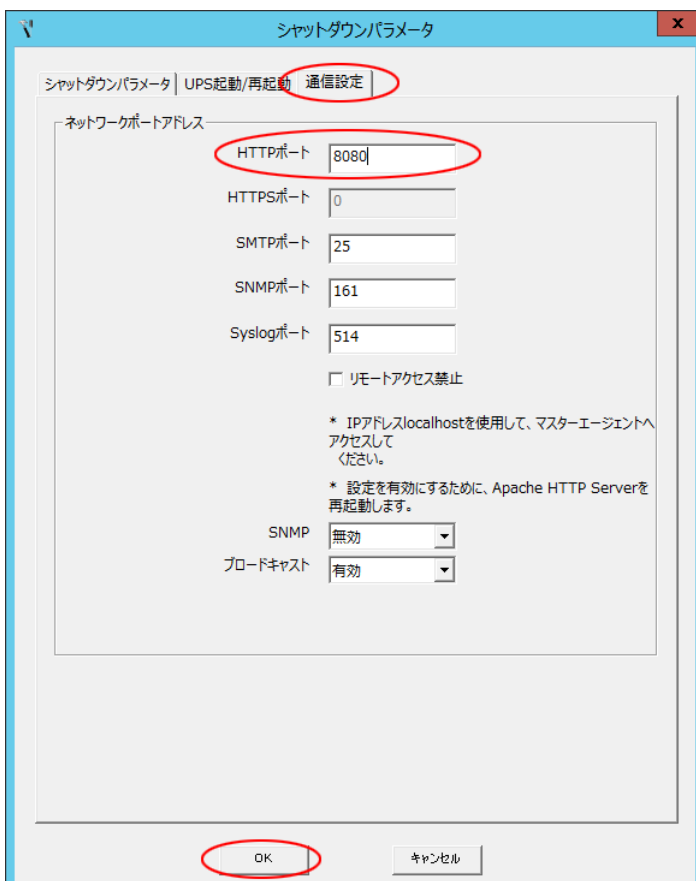 シャットダウンパラメータ
x
シャットダウンパラメータ UPS起動/再起動 通信設定
ネットワークポートアドレス
HTTPポート 8080
HTTPSポート 0
SMTPポート 25
SNMPポート 161
Syslogポート 514
リモートアクセス禁止
* IPアドレスlocalhostを使用して、マスターエージェントへ
アクセスして
ください。
* 設定を有効にするために、Apache HTTP Serverを
再起動します。
SNMP 無効
ブロードキャスト 有効
OK キャンセル